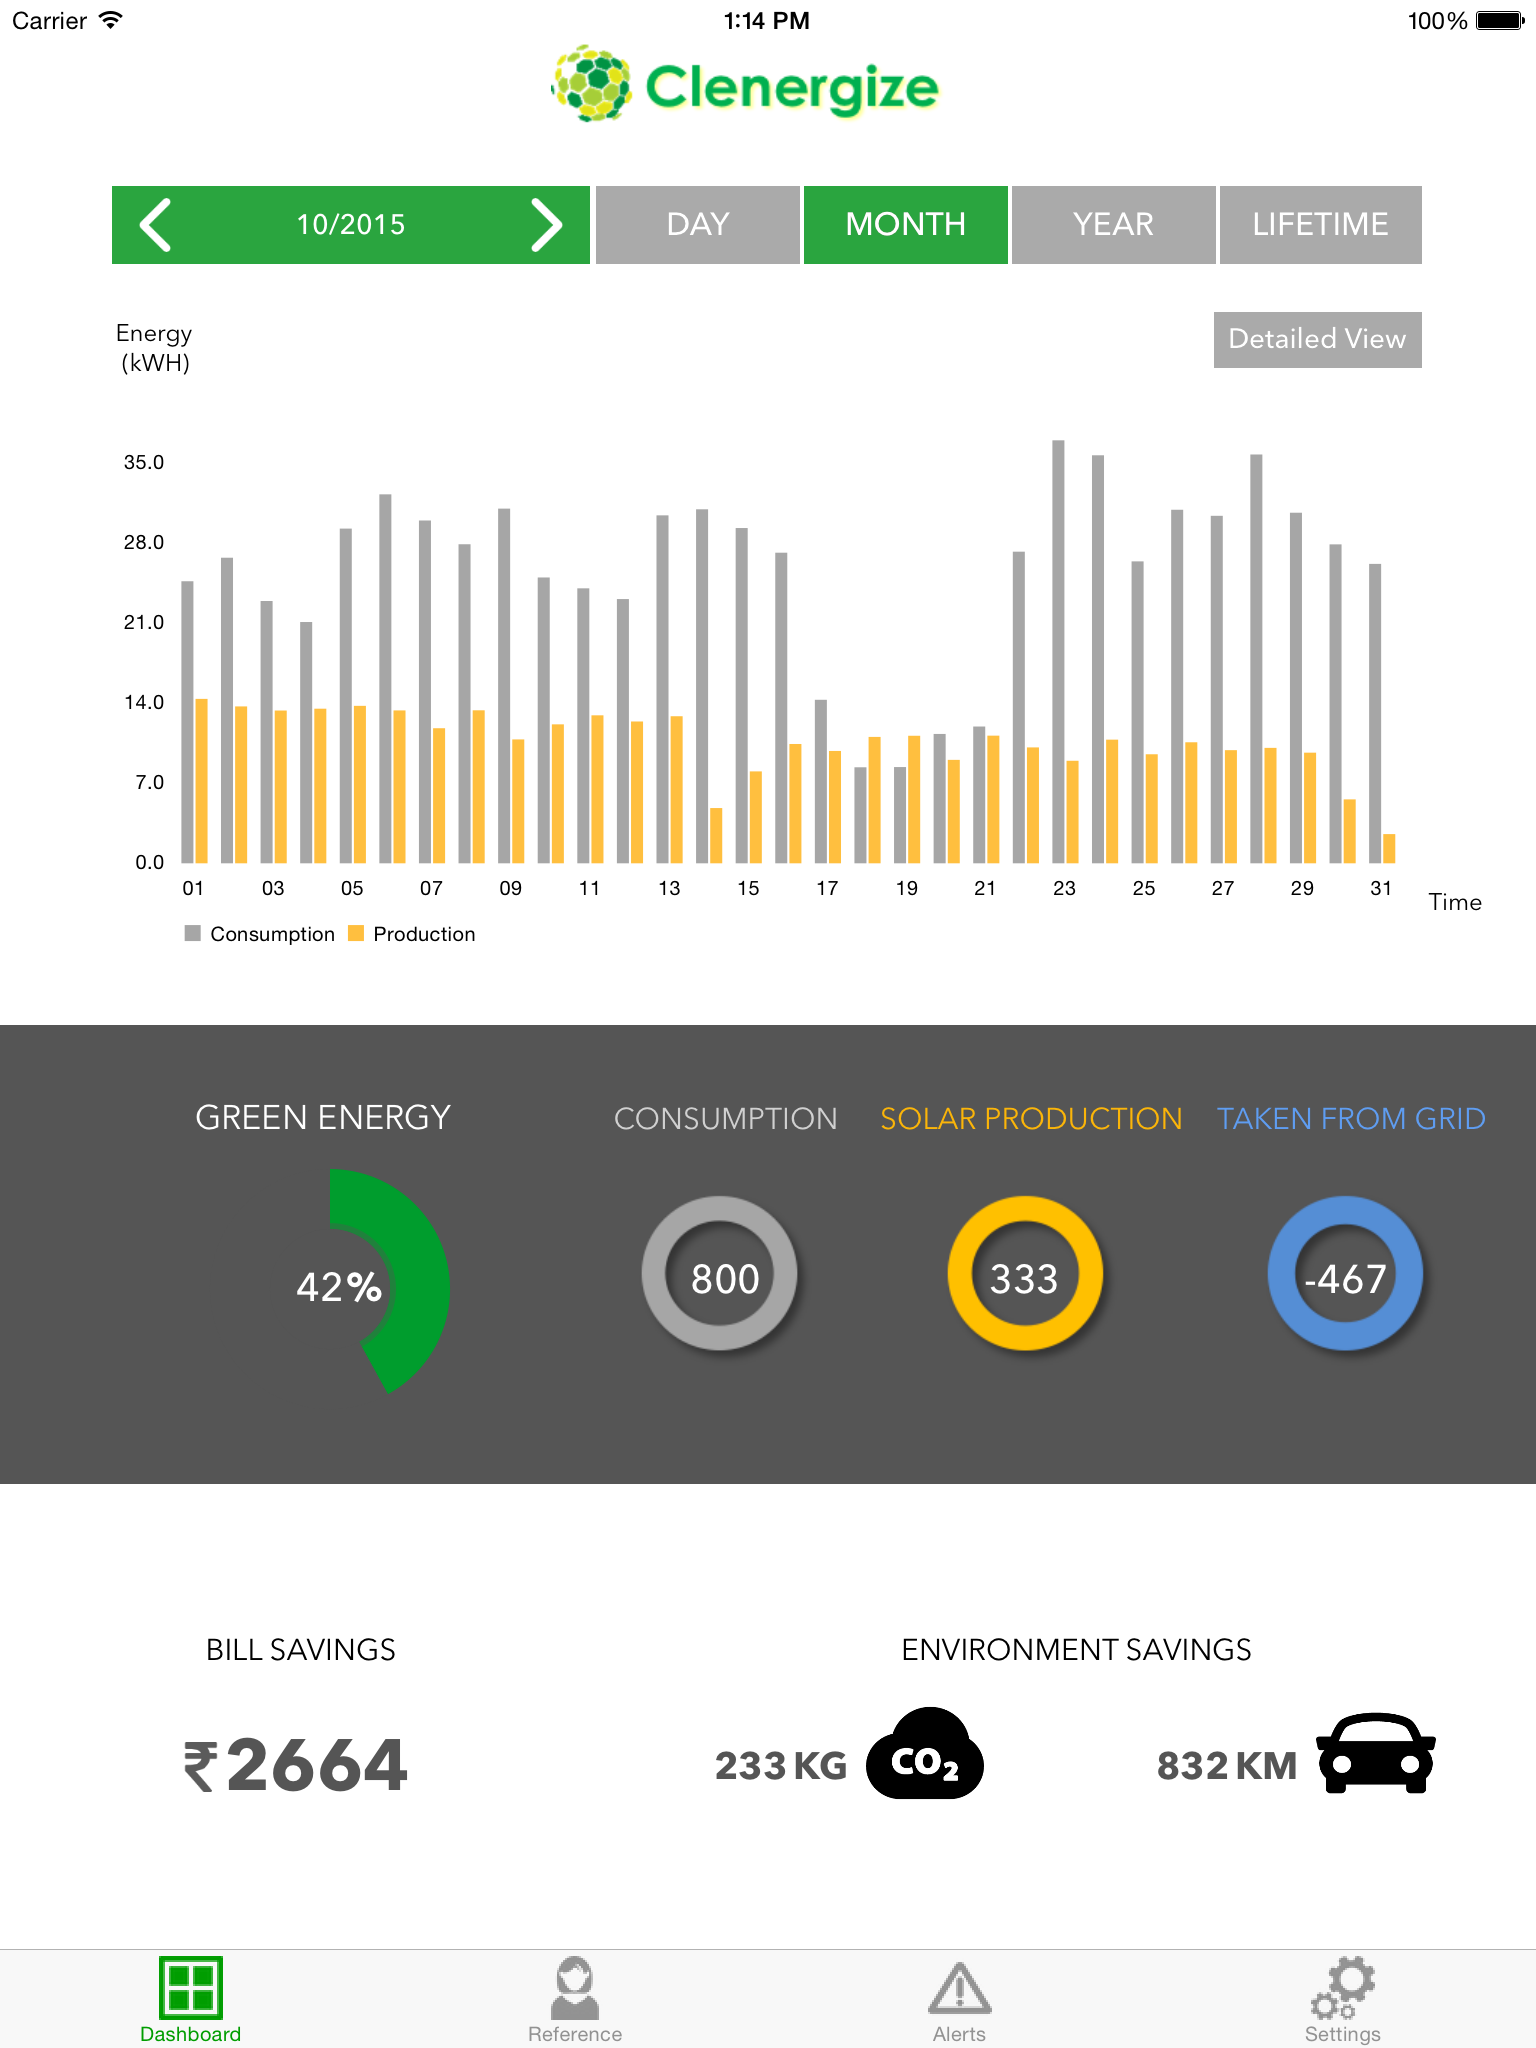 Carrier 1:14 PM 100%
Clenergize
10/2015 DAY MONTH YEAR LIFETIME
Energy
(kWH)
Detailed View
35.0
28.0
21.0
14.0
7.0
0.0
01 03 05 07 09 11 13 15 17 19 21 23 25 27 29 31
Time
Consumption Production
GREEN ENERGY CONSUMPTION SOLAR PRODUCTION TAKEN FROM GRID
42% 800 333 -467
BILL SAVINGS ENVIRONMENT SAVINGS
₹2664 233 KG CO2 832 KM
Dashboard Reference Alerts Settings